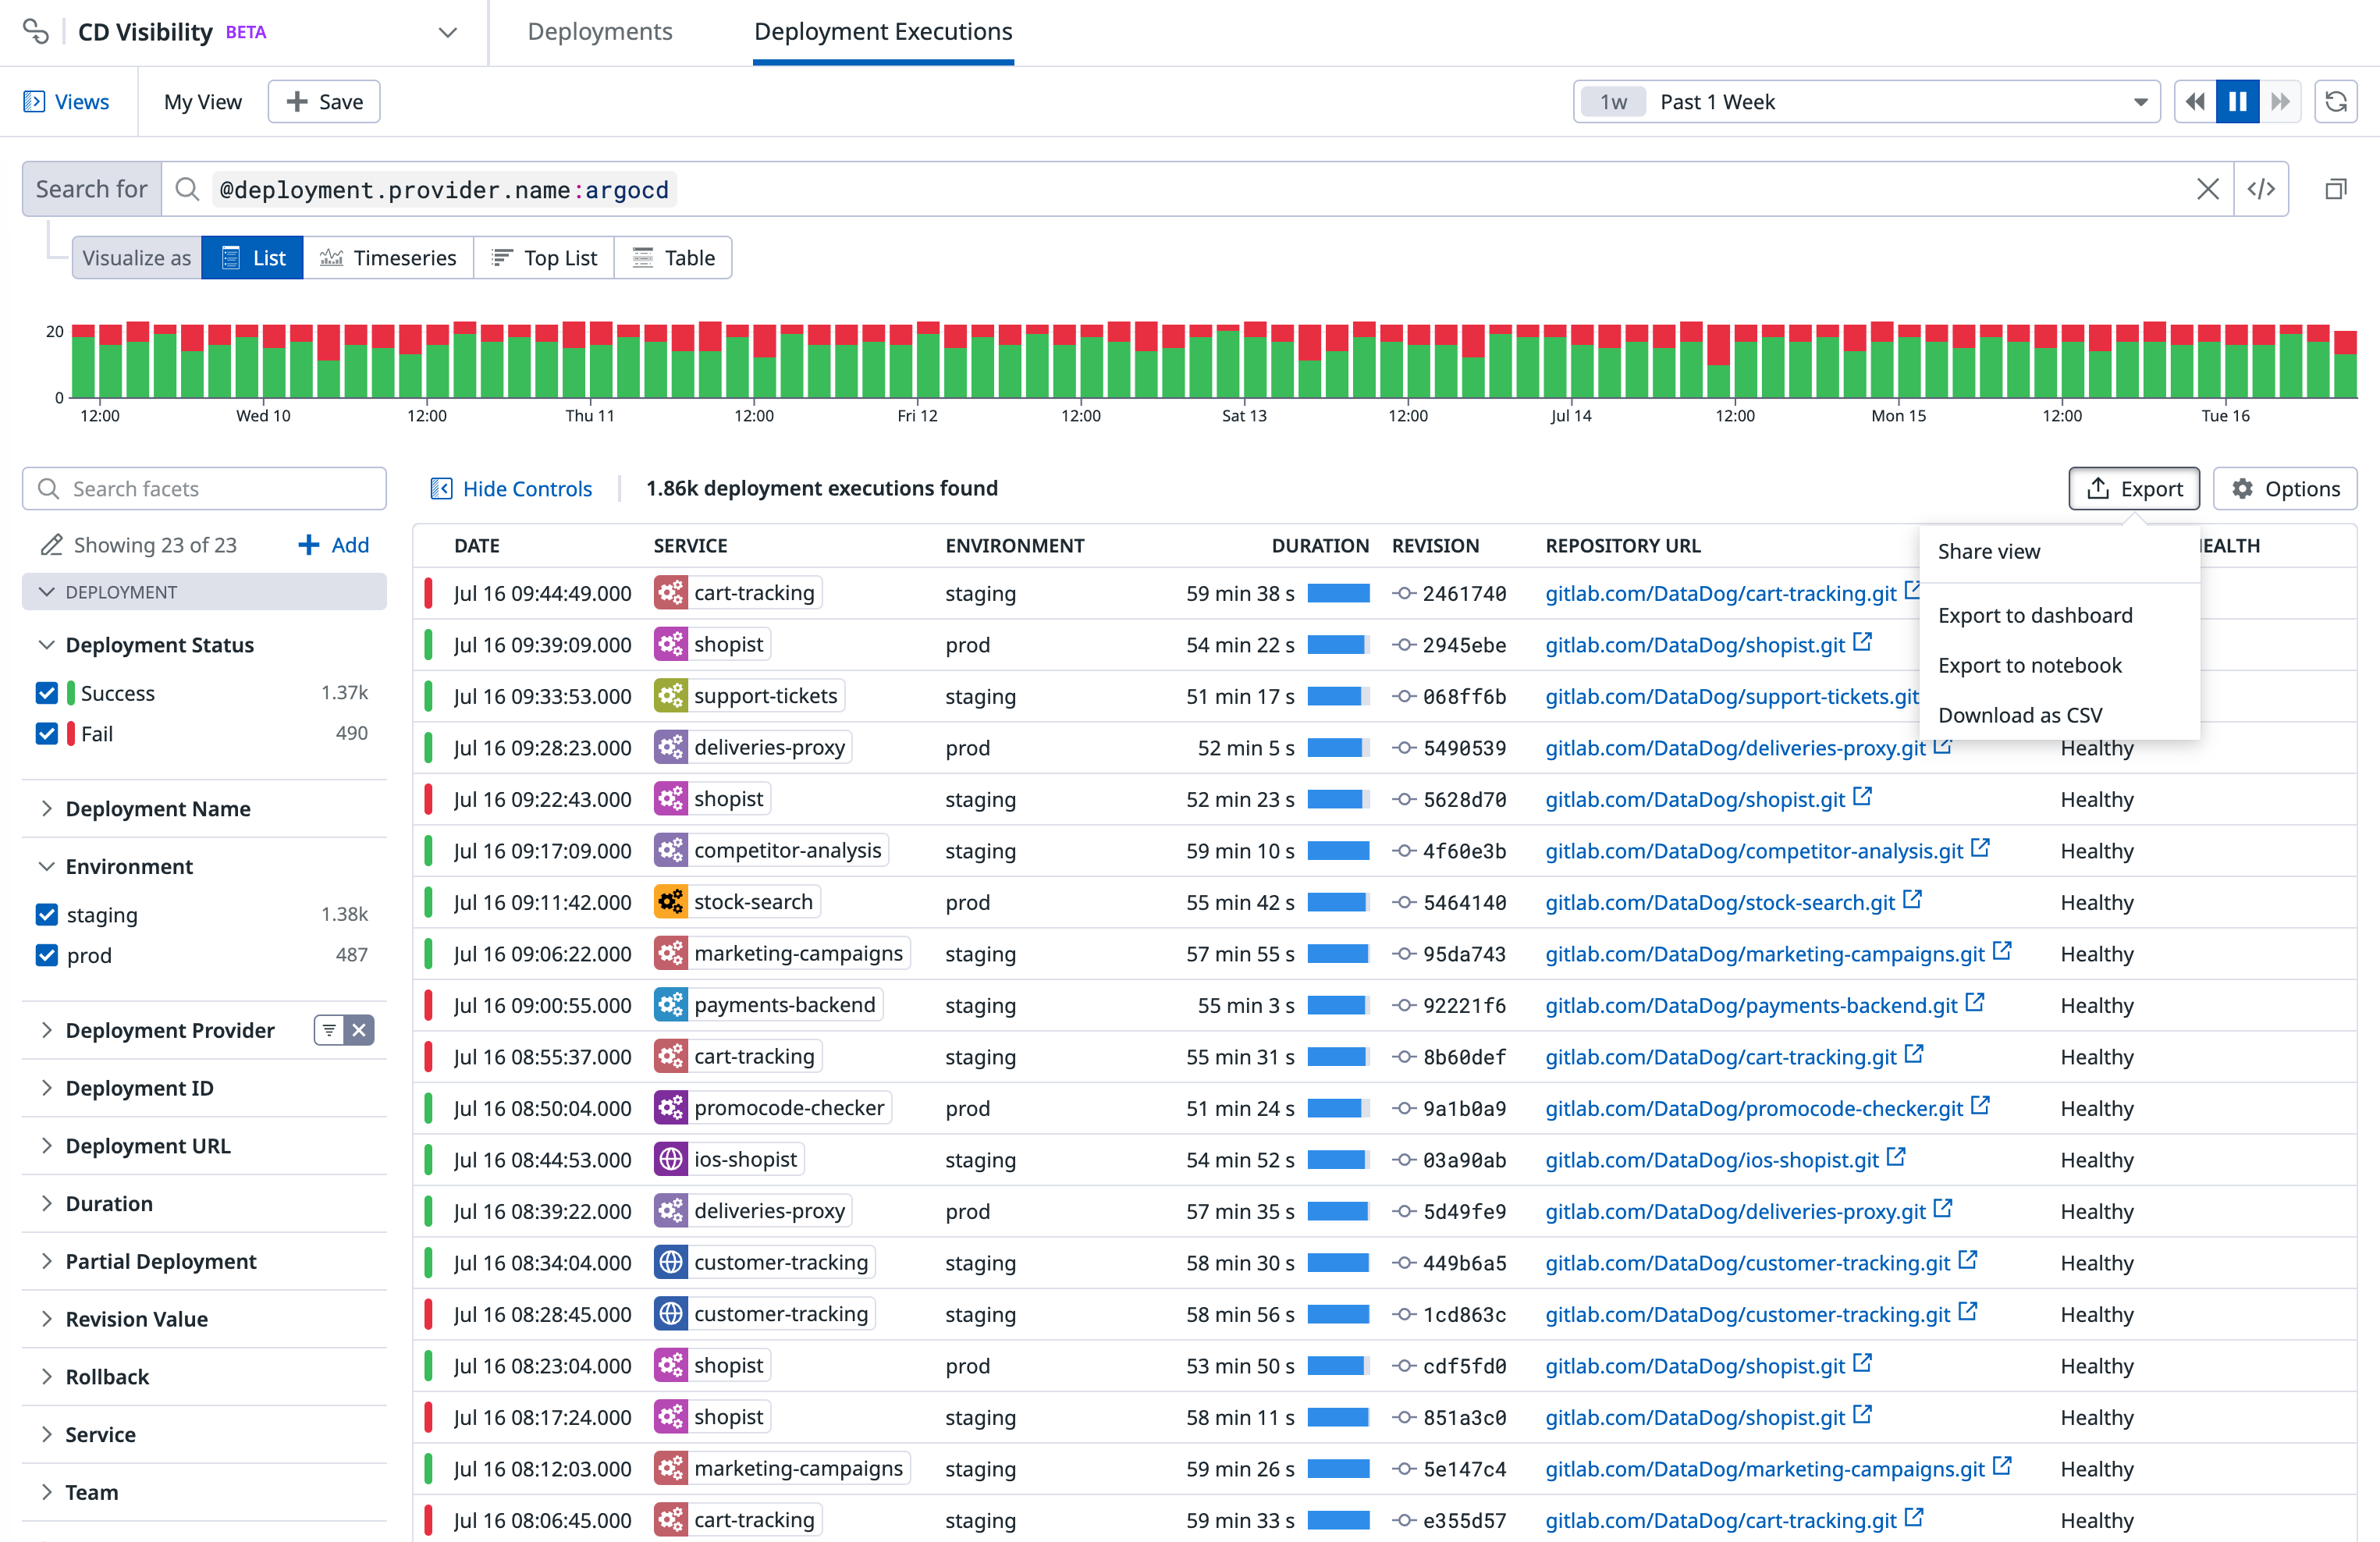 CD Visibility BETA
Deployments
Deployment Executions
Views
My View
Save
1w Past 1 Week
Search for @deployment.provider.name:argocd
</>
Visualize as List Timeseries Top List Table
20
0
12:00 Wed 10 12:00 Thu 11 12:00 Fri 12 12:00 Sat 13 12:00 Jul 14 12:00 Mon 15 12:00 Tue 16
Search facets
Showing 23 of 23 Add
DEPLOYMENT
Deployment Status
Success 1.37k
Fail 490
Deployment Name
Environment
staging 1.38k
prod 487
Deployment Provider
Deployment ID
Deployment URL
Duration
Partial Deployment
Revision Value
Rollback
Service
Team
Hide Controls 1.86k deployment executions found Export Options
Share view
Export to dashboard
Export to notebook
Download as CSV
DATE SERVICE ENVIRONMENT DURATION REVISION REPOSITORY URL EALTH
Jul 16 09:44:49.000 cart-tracking staging 59 min 38 s 2461740 gitlab.com/DataDog/cart-tracking.git
Jul 16 09:39:09.000 shopist prod 54 min 22 s 2945ebe gitlab.com/DataDog/shopist.git
Jul 16 09:33:53.000 support-tickets staging 51 min 17 s 068ff6b gitlab.com/DataDog/support-tickets.git
Jul 16 09:28:23.000 deliveries-proxy prod 52 min 5 s 5490539 gitlab.com/DataDog/deliveries-proxy.git Healthy
Jul 16 09:22:43.000 shopist staging 52 min 23 s 5628d70 gitlab.com/DataDog/shopist.git Healthy
Jul 16 09:17:09.000 competitor-analysis staging 59 min 10 s 4f60e3b gitlab.com/DataDog/competitor-analysis.git Healthy
Jul 16 09:11:42.000 stock-search prod 55 min 42 s 5464140 gitlab.com/DataDog/stock-search.git Healthy
Jul 16 09:06:22.000 marketing-campaigns staging 57 min 55 s 95da743 gitlab.com/DataDog/marketing-campaigns.git Healthy
Jul 16 09:00:55.000 payments-backend staging 55 min 3 s 92221f6 gitlab.com/DataDog/payments-backend.git Healthy
Jul 16 08:55:37.000 cart-tracking staging 55 min 31 s 8b60def gitlab.com/DataDog/cart-tracking.git Healthy
Jul 16 08:50:04.000 promocode-checker prod 51 min 24 s 9a1b0a9 gitlab.com/DataDog/promocode-checker.git Healthy
Jul 16 08:44:53.000 ios-shopist staging 54 min 52 s 03a90ab gitlab.com/DataDog/ios-shopist.git Healthy
Jul 16 08:39:22.000 deliveries-proxy prod 57 min 35 s 5d49fe9 gitlab.com/DataDog/deliveries-proxy.git Healthy
Jul 16 08:34:04.000 customer-tracking staging 58 min 30 s 449b6a5 gitlab.com/DataDog/customer-tracking.git Healthy
Jul 16 08:28:45.000 customer-tracking staging 58 min 56 s 1cd863c gitlab.com/DataDog/customer-tracking.git Healthy
Jul 16 08:23:04.000 shopist prod 53 min 50 s cdf5fd0 gitlab.com/DataDog/shopist.git Healthy
Jul 16 08:17:24.000 shopist staging 58 min 11 s 851a3c0 gitlab.com/DataDog/shopist.git Healthy
Jul 16 08:12:03.000 marketing-campaigns staging 59 min 26 s 5e147c4 gitlab.com/DataDog/marketing-campaigns.git Healthy
Jul 16 08:06:45.000 cart-tracking staging 59 min 33 s e355d57 gitlab.com/DataDog/cart-tracking.git Healthy